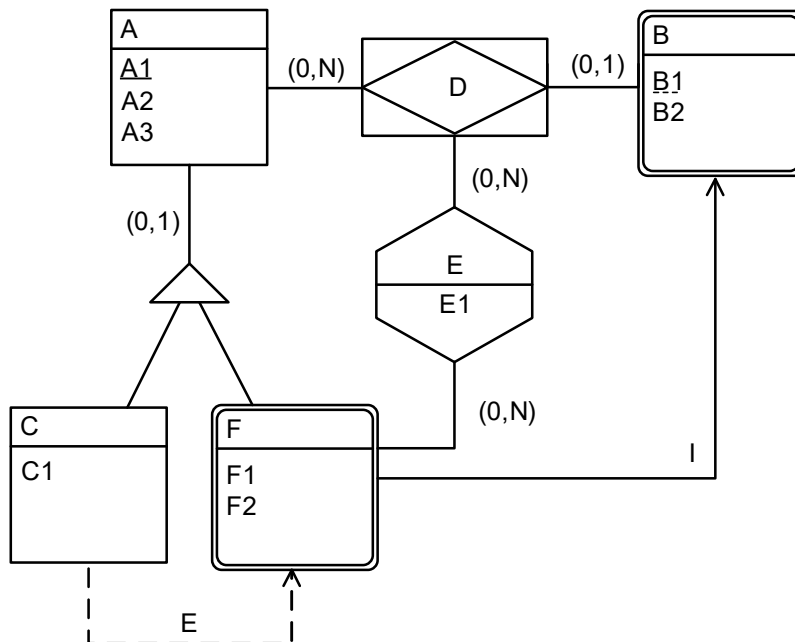 A
A1
A2
A3
(0,N)
D
(0,1)
B
B1
B2
(0,1)
(0,N)
E
E1
(0,N)
C
C1
F
F1
F2
I
E